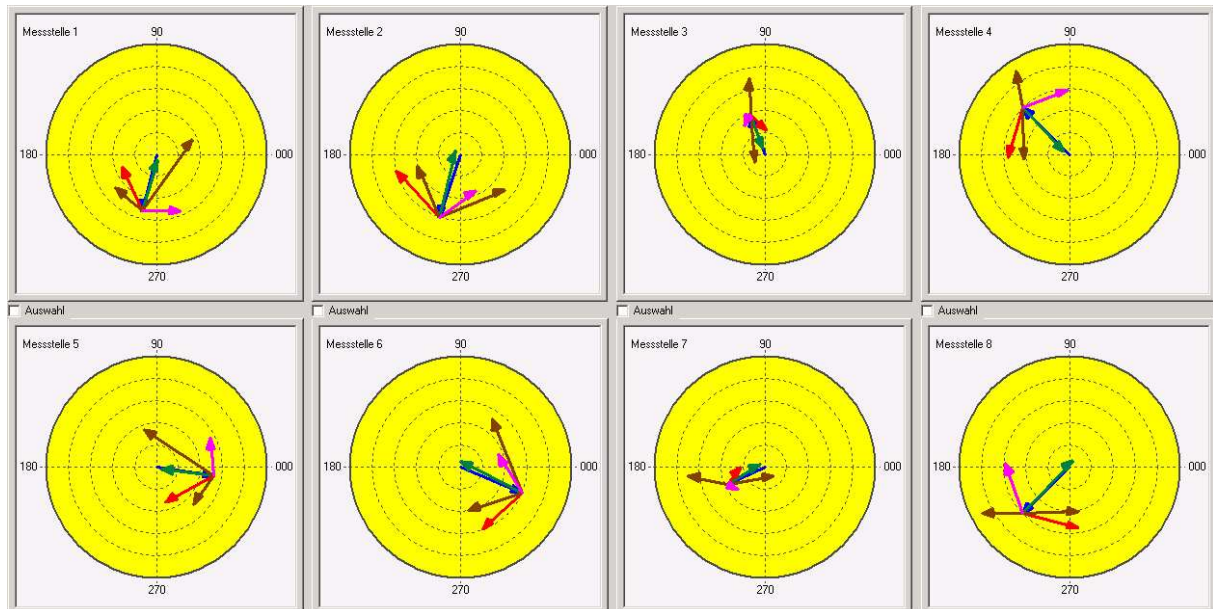 Messstelle 1 90
180 000
270
Messstelle 2 90
180 000
270
Messstelle 3 90
180 000
270
Messstelle 4 90
180 000
270
Auswahl
Auswahl
Auswahl
Auswahl
Messstelle 5 90
180 000
270
Messstelle 6 90
180 000
270
Messstelle 7 90
180 000
270
Messstelle 8 90
180 000
270